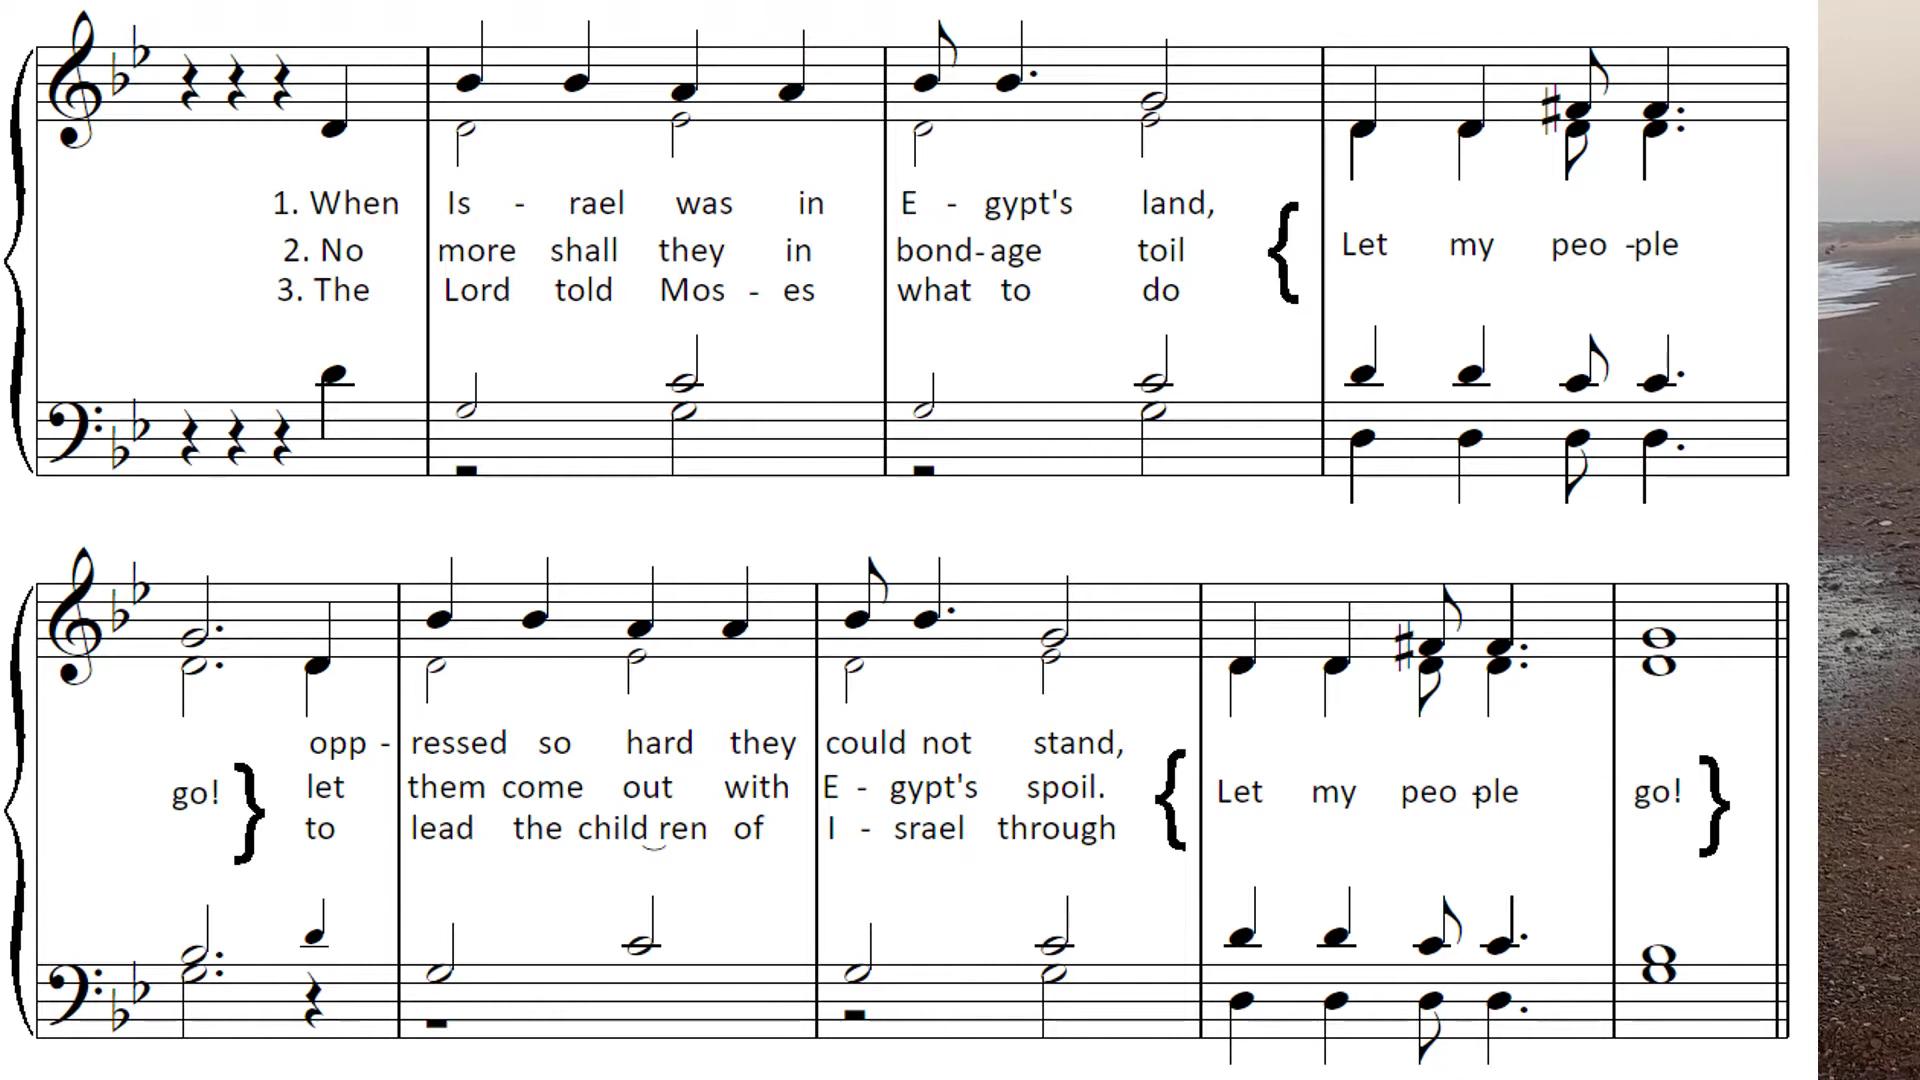 1. When Is - rael was in E - gypt's land,
2. No more shall they in bond-age toil
3. The Lord told Mos - es what to do
Let my peo -ple
go!
opp - ressed so hard they could not stand,
let them come out with E - gypt's spoil.
to lead the child ren of I - srael through
Let my peo -ple go!